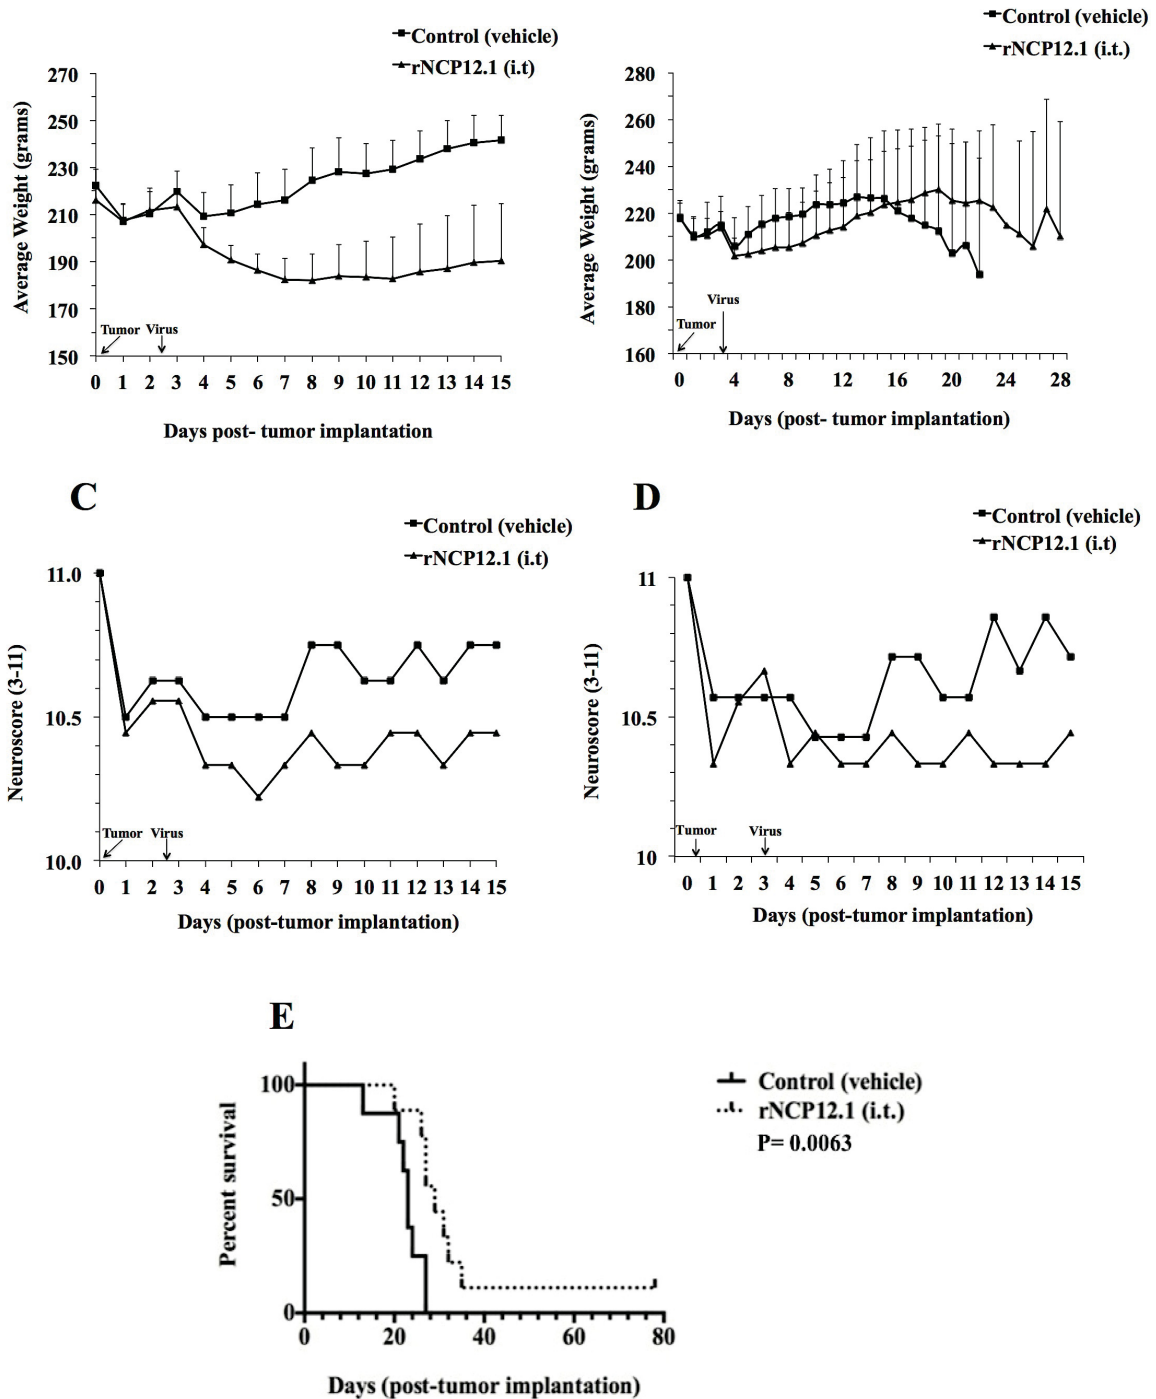 Control (vehicle)
rNCP12.1 (i.t)
Average Weight (grams)
270
250
230
210
190
170
150
Tumor Virus
0 1 2 3 4 5 6 7 8 9 10 11 12 13 14 15
Days post- tumor implantation
Control (vehicle)
rNCP12.1 (i.t.)
Average Weight (grams)
280
260
240
220
200
180
160
Virus
Tumor
0 4 8 12 16 20 24 28
Days (post- tumor implantation)
C
Control (vehicle)
rNCP12.1 (i.t)
Neuroscore (3-11)
11.0
10.5
10.0
Tumor Virus
0 1 2 3 4 5 6 7 8 9 10 11 12 13 14 15
Days (post-tumor implantation)
D
Control (vehicle)
rNCP12.1 (i.t)
Neuroscore (3-11)
11
10.5
10
Tumor Virus
0 1 2 3 4 5 6 7 8 9 10 11 12 13 14 15
Days (post-tumor implantation)
E
Control (vehicle)
rNCP12.1 (i.t.)
P= 0.0063
Percent survival
100
50
0
0 20 40 60 80
Days (post-tumor implantation)